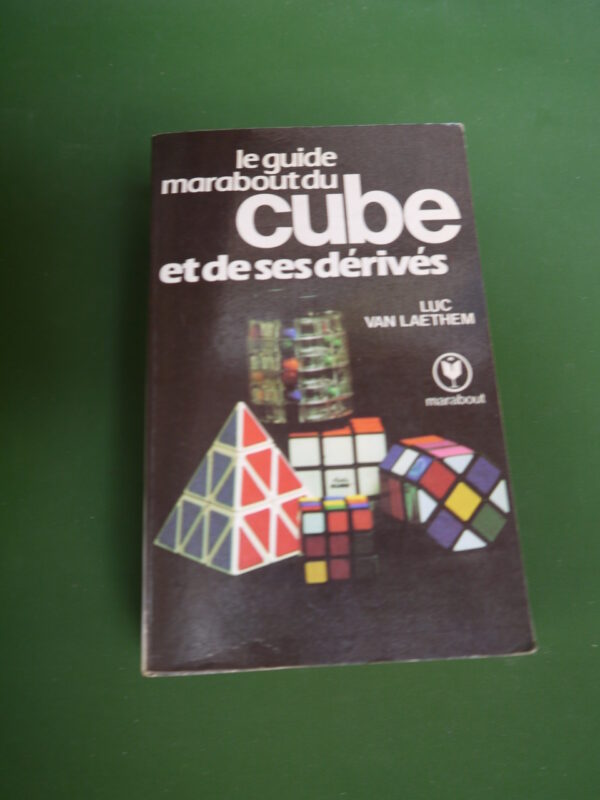 le guide
marabout du
cube
et de ses dérivés
LUC
VAN LAETHEM
marabout